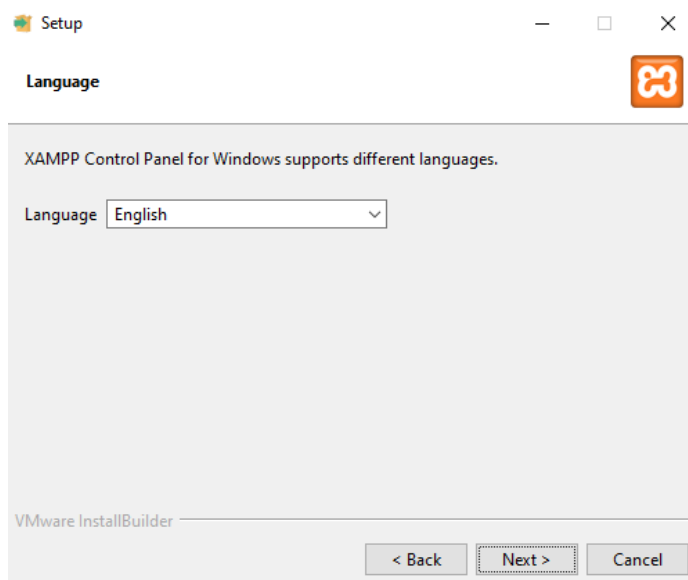 Setup
Language
XAMPP Control Panel for Windows supports different languages.
Language English
VMware InstallBuilder
< Back Next > Cancel